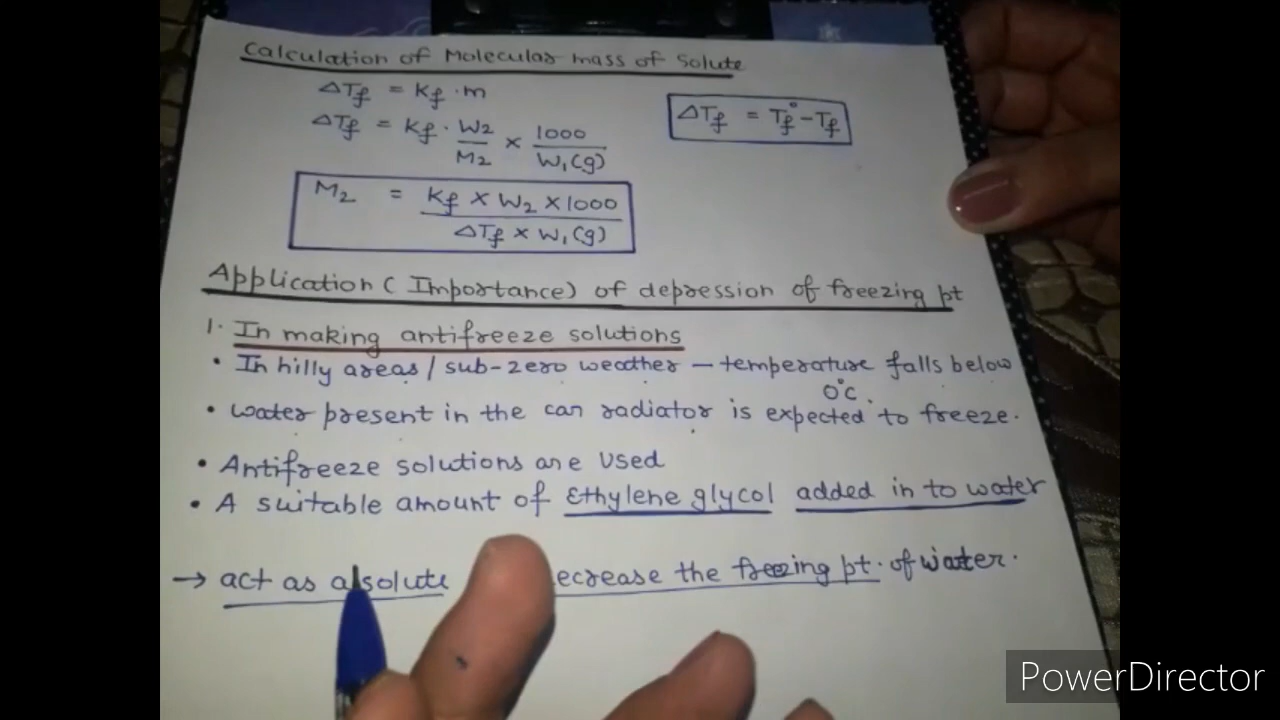 Calculation of Molecular mass of Solute
ΔTf = Kf . m
ΔTf = Kf . W2/M2 × 1000/W1(g)
ΔTf = Tf° - Tf
M2 = Kf × W2 × 1000 / ΔTf × W1(g)
Application (Importance) of depression of freezing pt
1. In making antifreeze solutions
• In hilly areas / sub-zero weather – temperature falls below
0°C.
• water present in the car radiator is expected to freeze.
• Antifreeze solutions are used
• A suitable amount of Ethylene glycol added in to water
→ act as a solute ecrease the freezing pt. of water.
PowerDirector